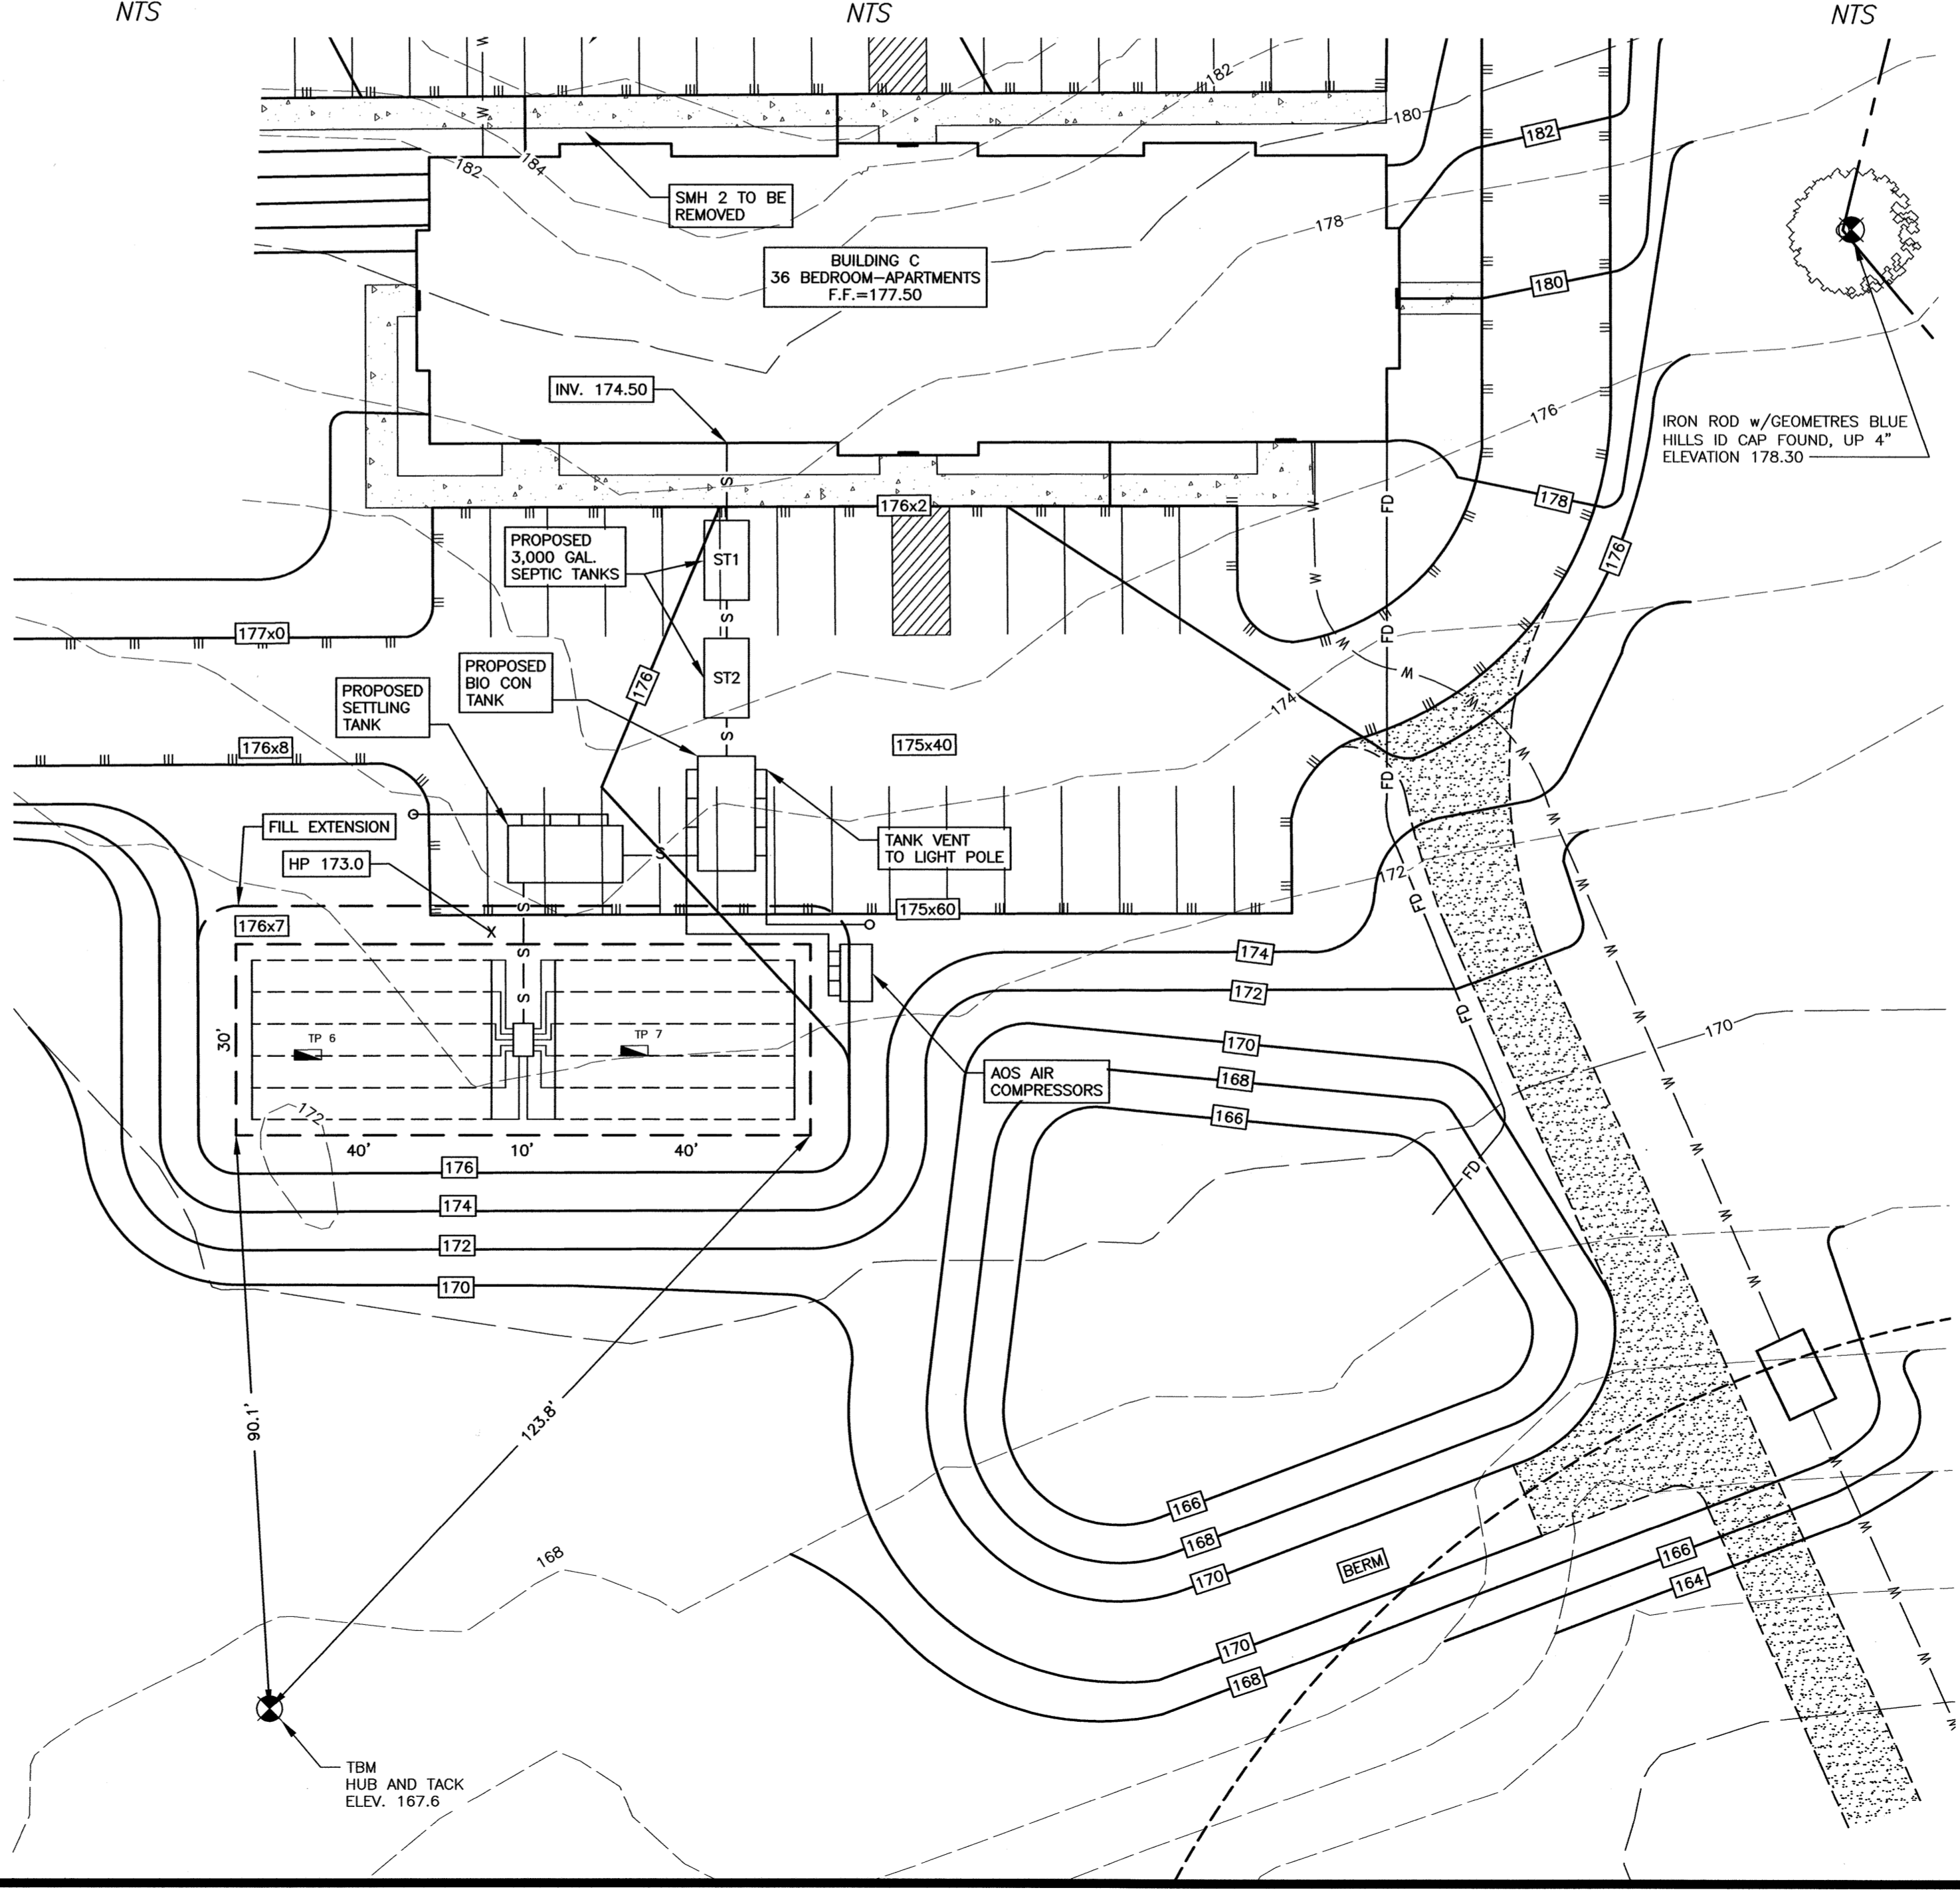 NTS
NTS
NTS
W
W
182
180
182
182
184
SMH 2 TO BE
REMOVED
178
BUILDING C
36 BEDROOM-APARTMENTS
F.F.=177.50
180
INV. 174.50
176
IRON ROD w/GEOMETRES BLUE
HILLS ID CAP FOUND, UP 4"
ELEVATION 178.30
S
176x2
W
FD
178
PROPOSED
3,000 GAL.
SEPTIC TANKS
ST1
176
W
S
177x0
FD
W
PROPOSED
BIO CON
TANK
ST2
176
W
PROPOSED
SETTLING
TANK
174
W
S
176x8
175x40
W
FD
FILL EXTENSION
TANK VENT
TO LIGHT POLE
HP 173.0
S
172
W
S
FD
175x60
176x7
X
S
174
W
172
S
FD
170
30'
TP 6
TP 7
170
AOS AIR
COMPRESSORS
168
W
172
166
W
40'
10'
40'
176
FD
174
W
172
170
W
90.1'
123.8'
W
166
168
168
W
166
BERM
170
164
W
170
168
W
TBM
HUB AND TACK
ELEV. 167.6
W